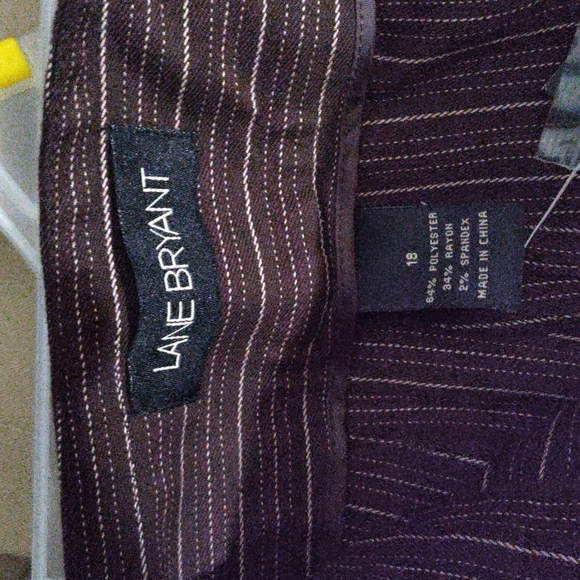 LANE BRYANT
18
64% POLYESTER
34% RAYON
2% SPANDEX
MADE IN CHINA